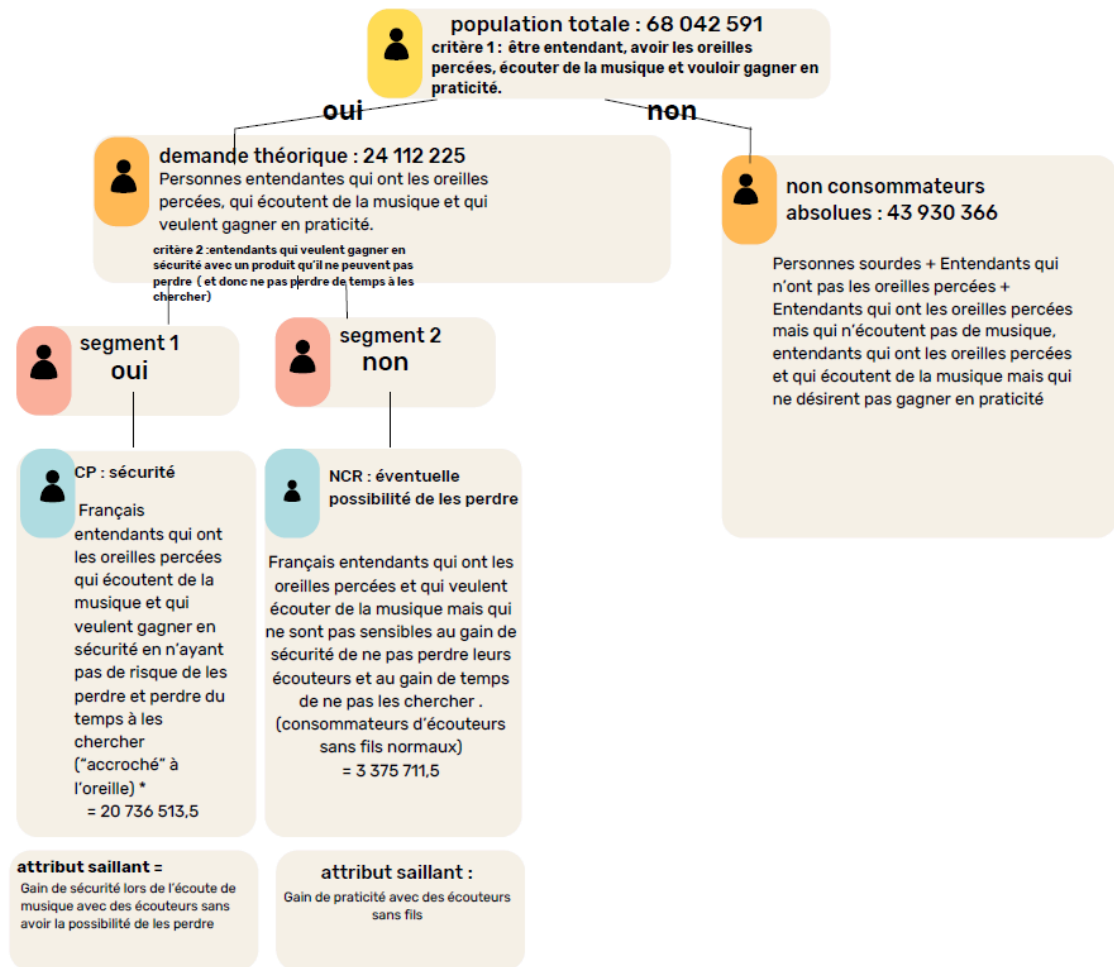 population totale : 68 042 591
critère 1 : être entendant, avoir les oreilles
percées, écouter de la musique et vouloir gagner en
praticité.
oui
non
demande théorique : 24 112 225
Personnes entendantes qui ont les oreilles
percées, qui écoutent de la musique et qui
veulent gagner en praticité.
critère 2 :entendants qui veulent gagner en
sécurité avec un produit qu'il ne peuvent pas
perdre ( et donc ne pas perdre de temps à les
chercher)
non consommateurs
absolues : 43 930 366
Personnes sourdes + Entendants qui
n'ont pas les oreilles percées +
Entendants qui ont les oreilles percées
mais qui n'écoutent pas de musique,
entendants qui ont les oreilles percées
et qui écoutent de la musique mais qui
ne désirent pas gagner en praticité
segment 1
oui
segment 2
non
CP : sécurité
Français
entendants qui ont
les oreilles percées
qui écoutent de la
musique et qui
veulent gagner en
sécurité en n'ayant
pas de risque de les
perdre et perdre du
temps à les
chercher
("accroché" à
l'oreille) *
= 20 736 513,5
NCR : éventuelle
possibilité de les perdre
Français entendants qui ont les
oreilles percées et qui veulent
écouter de la musique mais qui
ne sont pas sensibles au gain de
sécurité de ne pas perdre leurs
écouteurs et au gain de temps
de ne pas les chercher .
(consommateurs d'écouteurs
sans fils normaux)
= 3 375 711,5
attribut saillant =
Gain de sécurité lors de l'écoute de
musique avec des écouteurs sans
avoir la possibilité de les perdre
attribut saillant :
Gain de praticité avec des écouteurs
sans fils